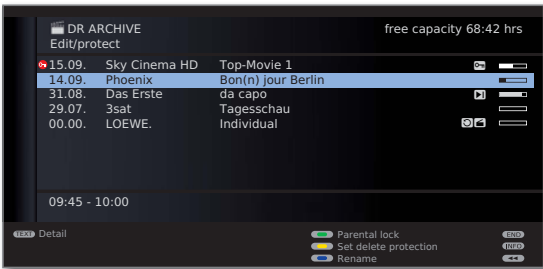 DR ARCHIVE free capacity 68:42 hrs
Edit/protect
15.09. Sky Cinema HD Top-Movie 1
14.09. Phoenix Bon(n) jour Berlin
31.08. Das Erste da capo
29.07. 3sat Tagesschau
00.00. LOEWE. Individual
09:45 - 10:00
TEXT Detail Parental lock END
Set delete protection INFO
Rename